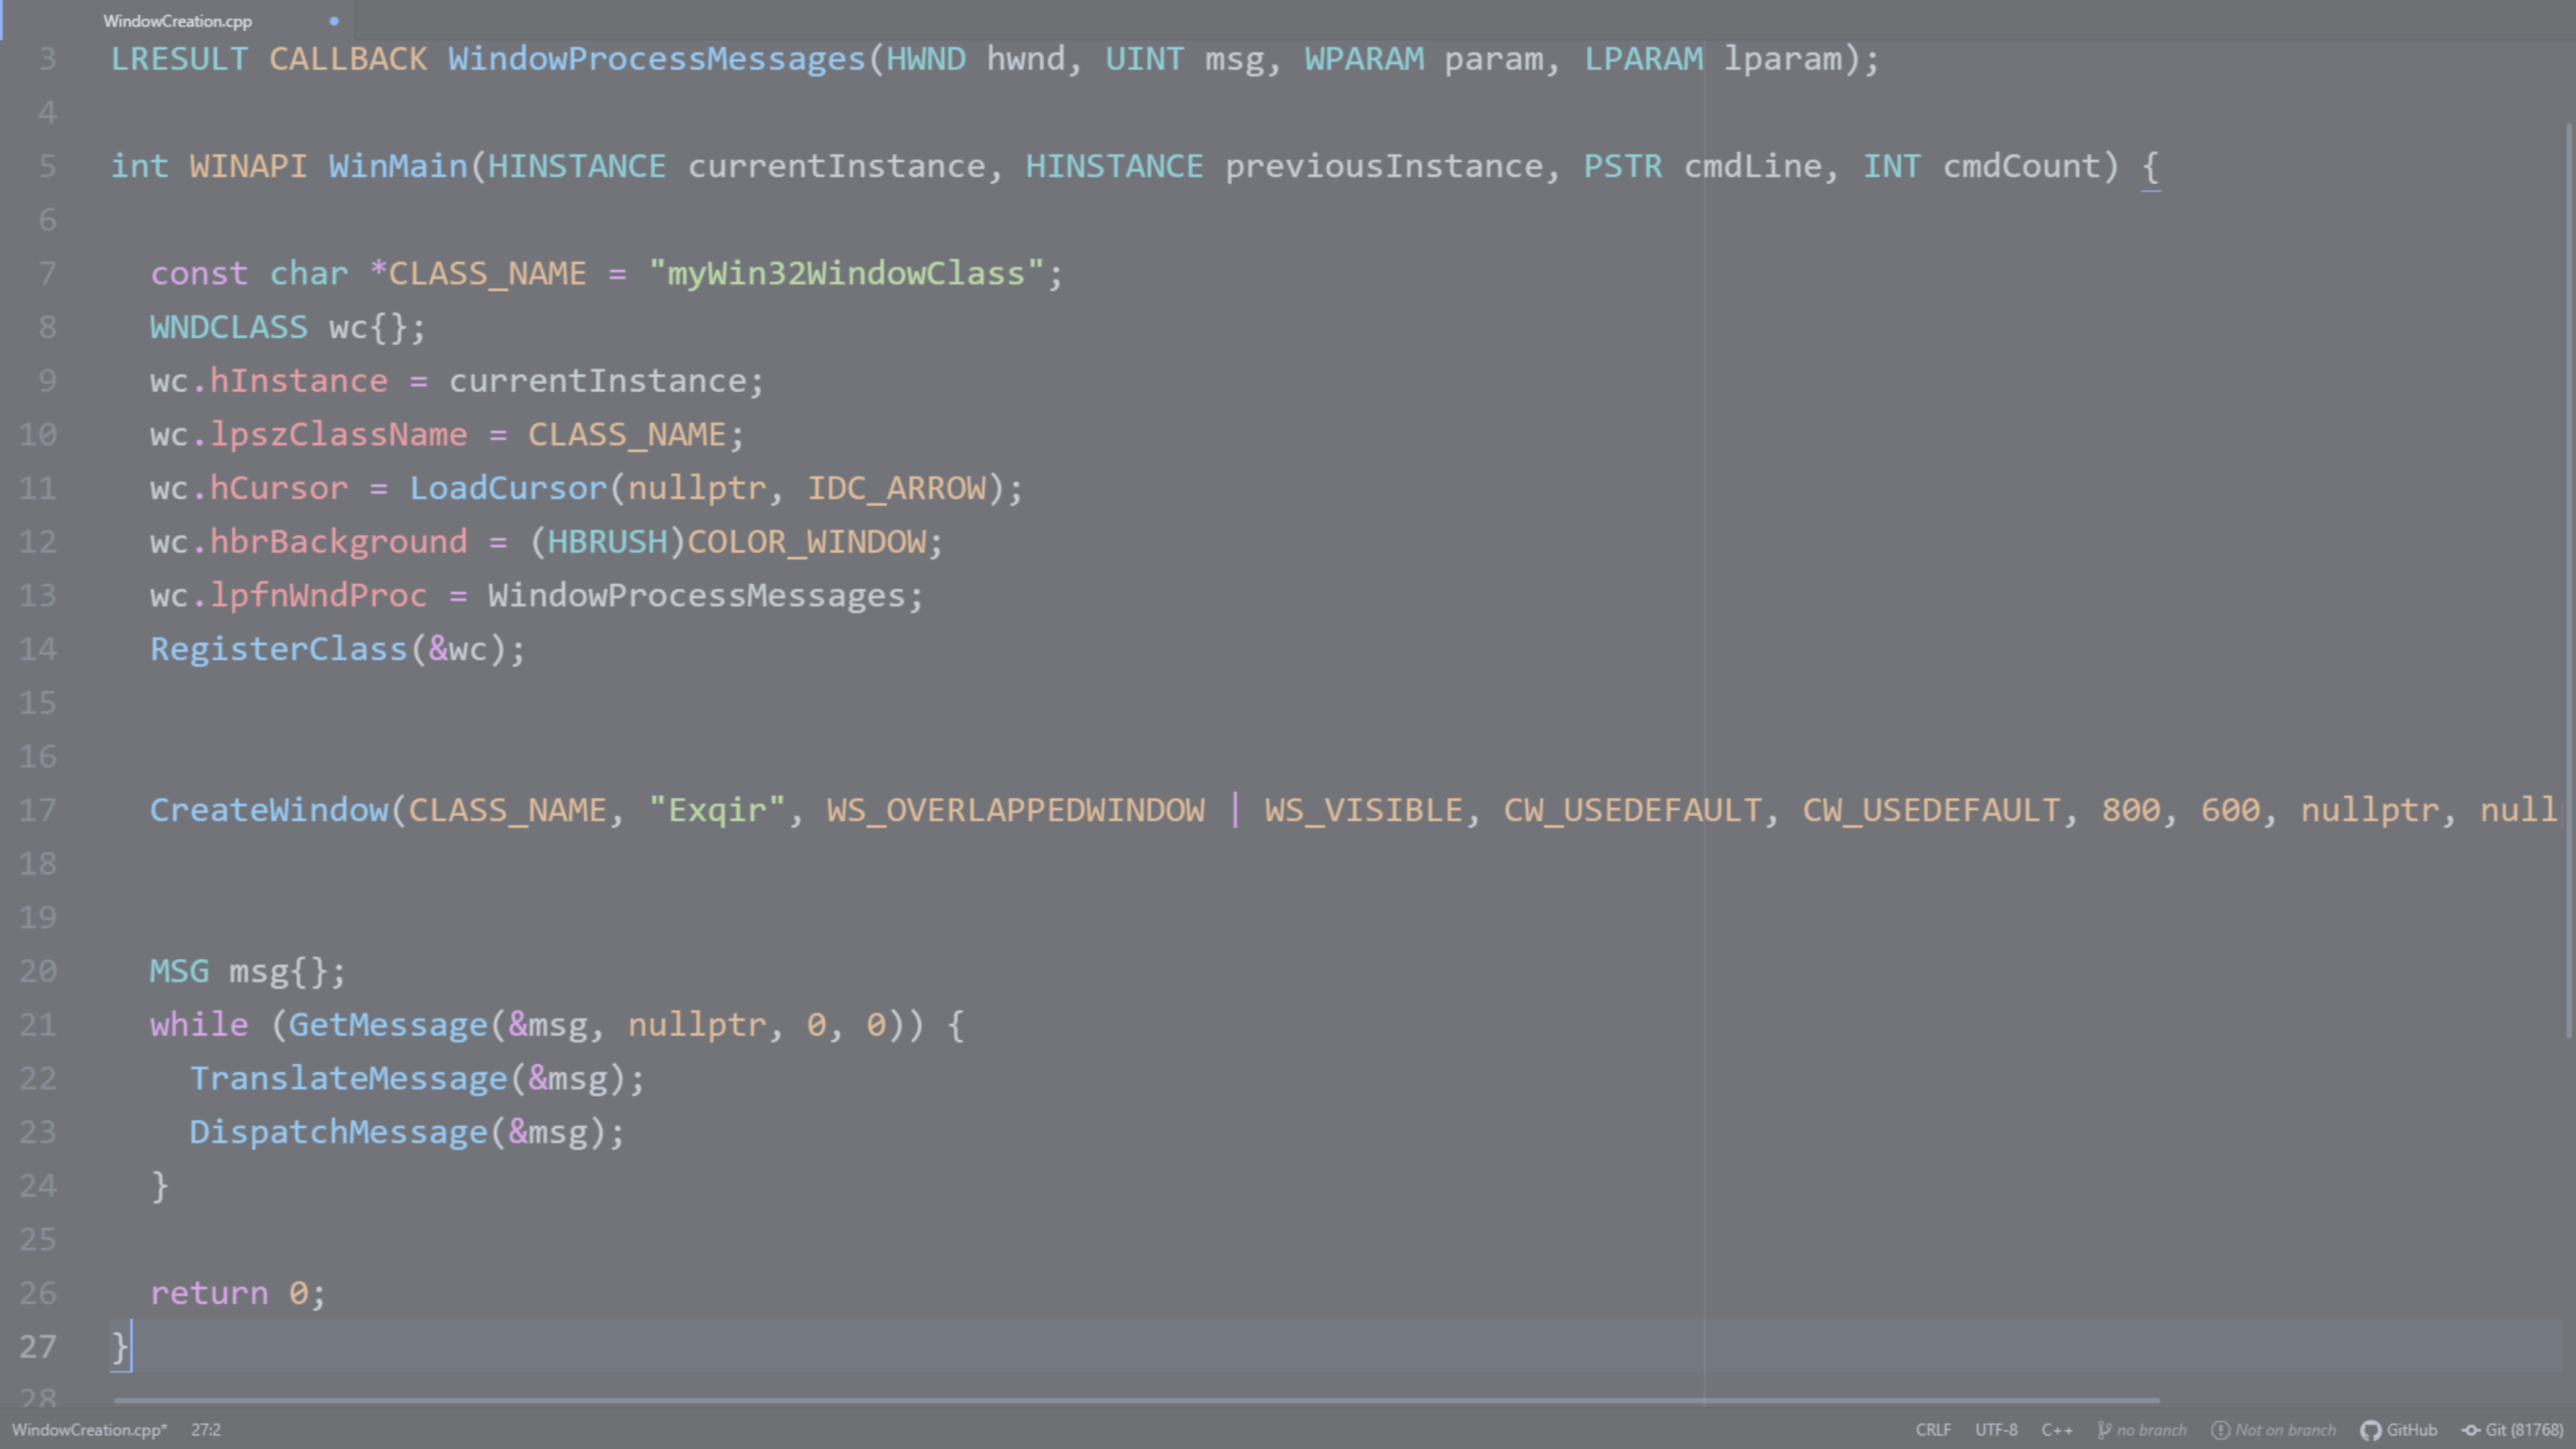 WindowCreation.cpp
3 LRESULT CALLBACK WindowProcessMessages(HWND hwnd, UINT msg, WPARAM param, LPARAM lparam);
4
5 int WINAPI WinMain(HINSTANCE currentInstance, HINSTANCE previousInstance, PSTR cmdLine, INT cmdCount) {
6
7 const char *CLASS_NAME = "myWin32WindowClass";
8 WNDCLASS wc{};
9 wc.hInstance = currentInstance;
10 wc.lpszClassName = CLASS_NAME;
11 wc.hCursor = LoadCursor(nullptr, IDC_ARROW);
12 wc.hbrBackground = (HBRUSH)COLOR_WINDOW;
13 wc.lpfnWndProc = WindowProcessMessages;
14 RegisterClass(&wc);
15
16
17 CreateWindow(CLASS_NAME, "Exqir", WS_OVERLAPPEDWINDOW | WS_VISIBLE, CW_USEDEFAULT, CW_USEDEFAULT, 800, 600, nullptr, null
18
19
20 MSG msg{};
21 while (GetMessage(&msg, nullptr, 0, 0)) {
22 TranslateMessage(&msg);
23 DispatchMessage(&msg);
24 }
25
26 return 0;
27 }
28
WindowCreation.cpp* 27:2 CRLF UTF-8 C++ no branch Not on branch GitHub Git (81768)